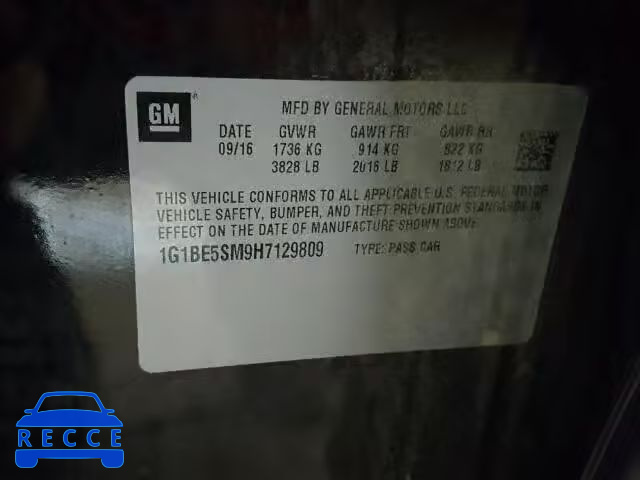 GM ®
MFD BY GENERAL MOTORS LLC
DATE GVWR GAWR FRT GAWR RR
09/16 1736 KG 914 KG 822 KG
3828 LB 2016 LB 1812 LB
THIS VEHICLE CONFORMS TO ALL APPLICABLE U.S. FEDERAL MOTOR
VEHICLE SAFETY, BUMPER, AND THEFT PREVENTION STANDARDS IN
EFFECT ON THE DATE OF MANUFACTURE SHOWN ABOVE.
1G1BE5SM9H7129809 TYPE: PASS CAR
RECCE